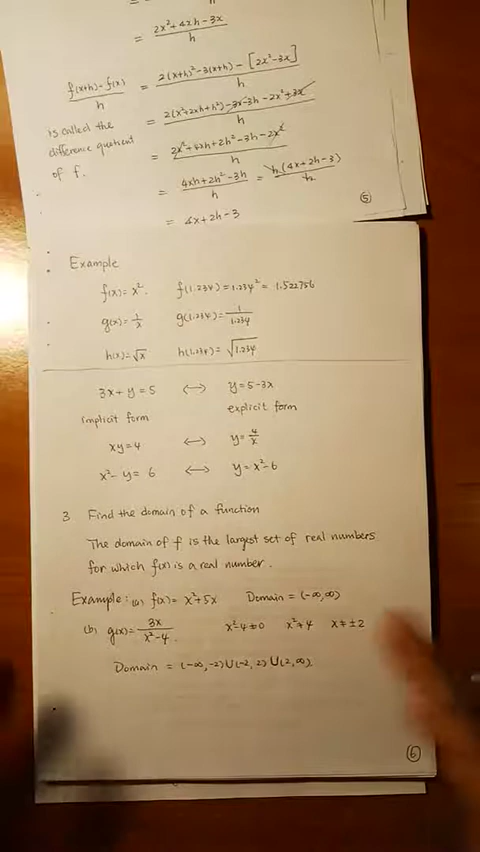 = 2x²+4xh-3x / h
f(x+h)-f(x) / h = 2(x+h)²-3(x+h)-[2x²-3x] / h
is called the
difference quotient
of f.
= 2(x²+2xh+h²)-3x-3h-2x²+3x / h
= 2x²+4xh+2h²-3h-2x² / h
= 4xh+2h²-3h / h = h(4x+2h-3) / h
= 4x+2h-3
5
Example
f(x)=x². f(1.234)=1.234²=1.522756
g(x)=1/x g(1.234)=1/1.234
h(x)=√x h(1.234)=√1.234
3x+y=5 ⟷ y=5-3x
implicit form explicit form
xy=4 ⟷ y=4/x
x²-y=6 ⟷ y=x²-6
3 Find the domain of a function
The domain of f is the largest set of real numbers
for which f(x) is a real number.
Example: (a) f(x)=x²+5x Domain = (-∞,∞)
(b) g(x)=3x / x²-4 x²-4≠0 x²≠4 x≠±2
Domain = (-∞,-2)∪(-2,2)∪(2,∞)
6